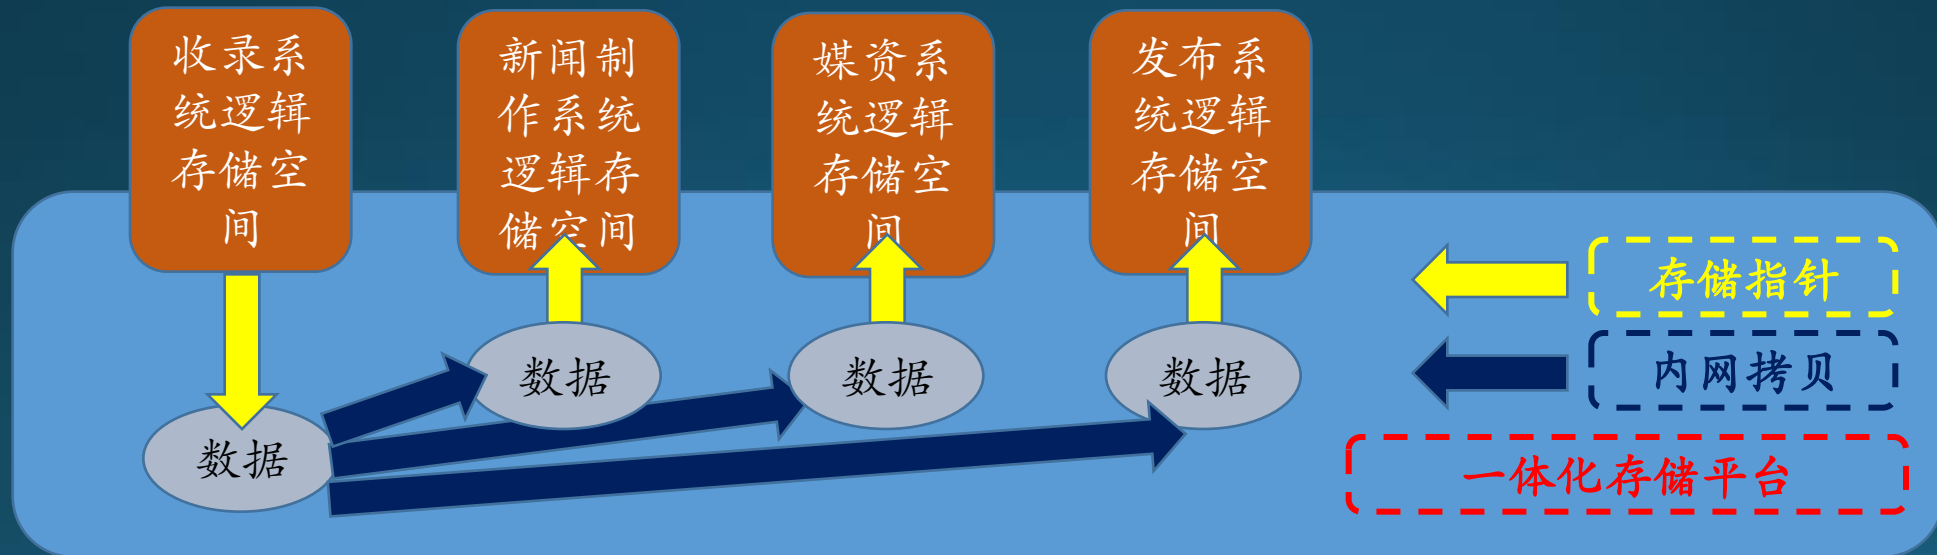 收录系
统逻辑
存储空
间
新闻制
作系统
逻辑存
储空间
媒资系
统逻辑
存储空
间
发布系
统逻辑
存储空
间
存储指针
数据
数据
数据
内网拷贝
数据
一体化存储平台